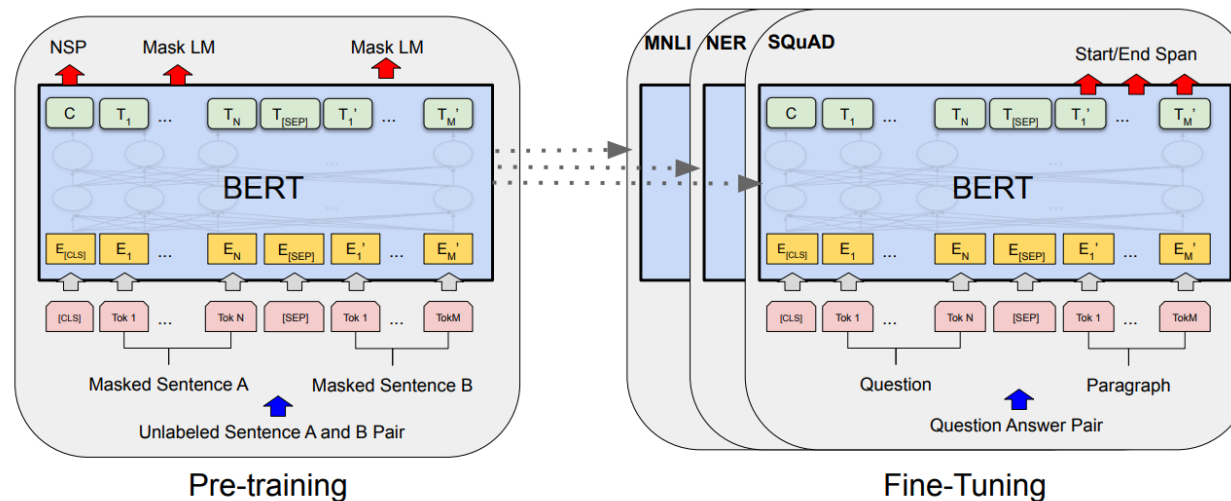 NSP Mask LM Mask LM
C T1 ... TN T[SEP] T1' ... TM'
...
...
BERT
E[CLS] E1 ... EN E[SEP] E1' ... EM'
[CLS] Tok 1 ... Tok N [SEP] Tok 1 ... TokM
Masked Sentence A Masked Sentence B
Unlabeled Sentence A and B Pair
Pre-training
MNLI NER SQuAD
Start/End Span
C T1 ... TN T[SEP] T1' ... TM'
...
...
BERT
E[CLS] E1 ... EN E[SEP] E1' ... EM'
[CLS] Tok 1 ... Tok N [SEP] Tok 1 ... TokM
Question Paragraph
Question Answer Pair
Fine-Tuning